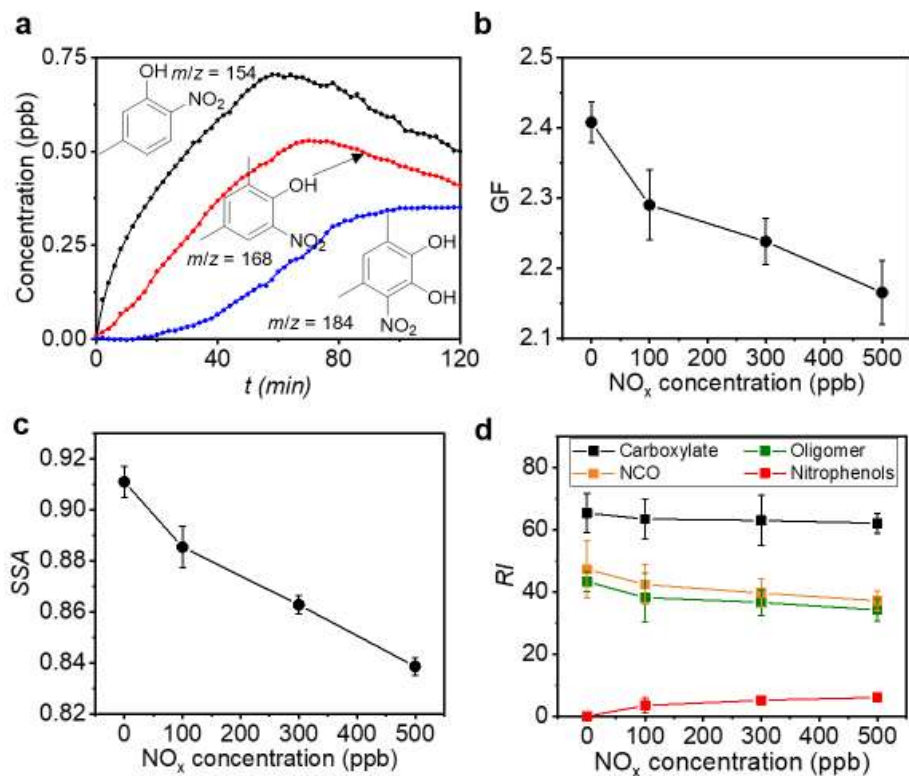 a
0.75
0.50
0.25
0.00
Concentration (ppb)
0 40 80 120
t (min)
OH
NO2
m/z = 154
OH
NO2
m/z = 168
OH
OH
NO2
m/z = 184
b
2.5
2.4
2.3
2.2
2.1
GF
0 100 200 300 400 500
NOx concentration (ppb)
c
0.92
0.90
0.88
0.86
0.84
0.82
SSA
0 100 200 300 400 500
NOx concentration (ppb)
d
Carboxylate Oligomer
NCO Nitrophenols
80
60
40
20
0
RI
0 100 200 300 400 500
NOx concentration (ppb)